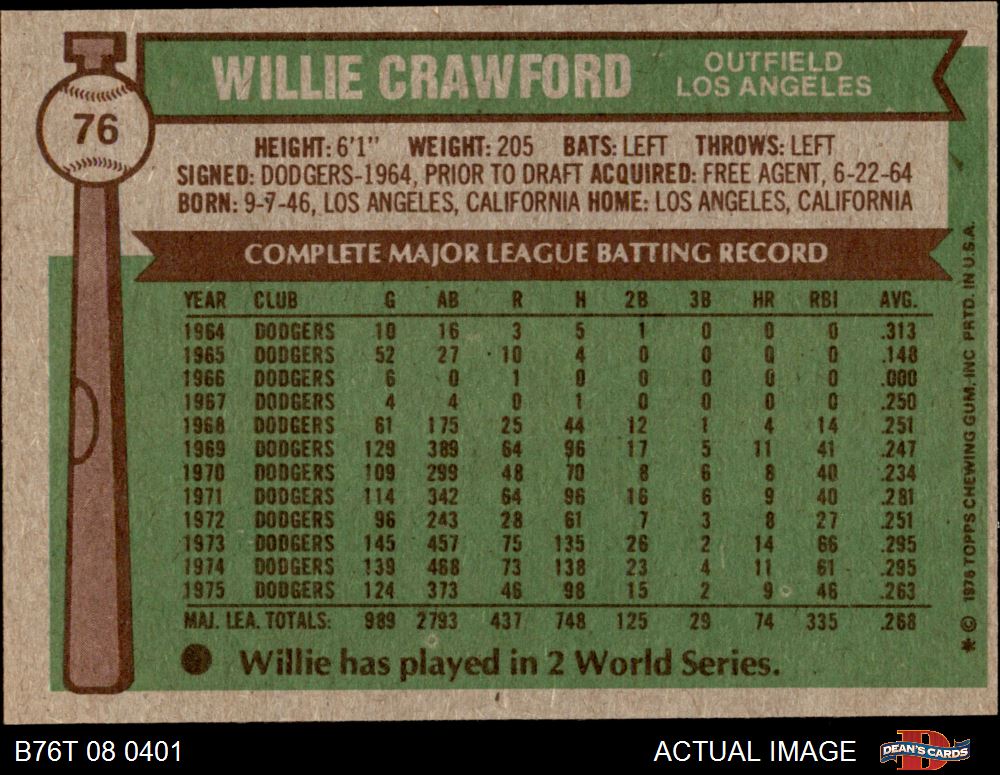 WILLIE CRAWFORD
OUTFIELD
LOS ANGELES
76
HEIGHT: 6'1" WEIGHT: 205 BATS: LEFT THROWS: LEFT
SIGNED: DODGERS-1964, PRIOR TO DRAFT ACQUIRED: FREE AGENT, 6-22-64
BORN: 9-7-46, LOS ANGELES, CALIFORNIA HOME: LOS ANGELES, CALIFORNIA
COMPLETE MAJOR LEAGUE BATTING RECORD
YEAR CLUB G AB R H 2B 3B HR RBI AVG.
1964 DODGERS 10 16 3 5 1 0 0 0 .313
1965 DODGERS 52 27 10 4 0 0 0 0 .148
1966 DODGERS 6 0 1 0 0 0 0 0 .000
1967 DODGERS 4 4 0 1 0 0 0 0 .250
1968 DODGERS 61 175 25 44 12 1 4 14 .251
1969 DODGERS 129 389 64 96 17 5 11 41 .247
1970 DODGERS 109 299 48 70 8 6 8 40 .234
1971 DODGERS 114 342 64 96 16 6 9 40 .281
1972 DODGERS 96 243 28 61 7 3 8 27 .251
1973 DODGERS 145 457 75 135 26 2 14 66 .295
1974 DODGERS 139 468 73 138 23 4 11 61 .295
1975 DODGERS 124 373 46 98 15 2 9 46 .263
MAJ. LEA. TOTALS: 989 2793 437 748 125 29 74 335 .268
Willie has played in 2 World Series.
* © 1976 TOPPS CHEWING GUM, INC PRTD. IN U.S.A.
B76T 08 0401
ACTUAL IMAGE
DEAN'S CARDS